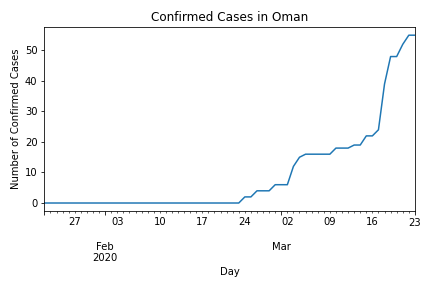 Confirmed Cases in Oman
Number of Confirmed Cases
50
40
30
20
10
0
27 03 10 17 24 02 09 16 23
Feb Mar
2020
Day